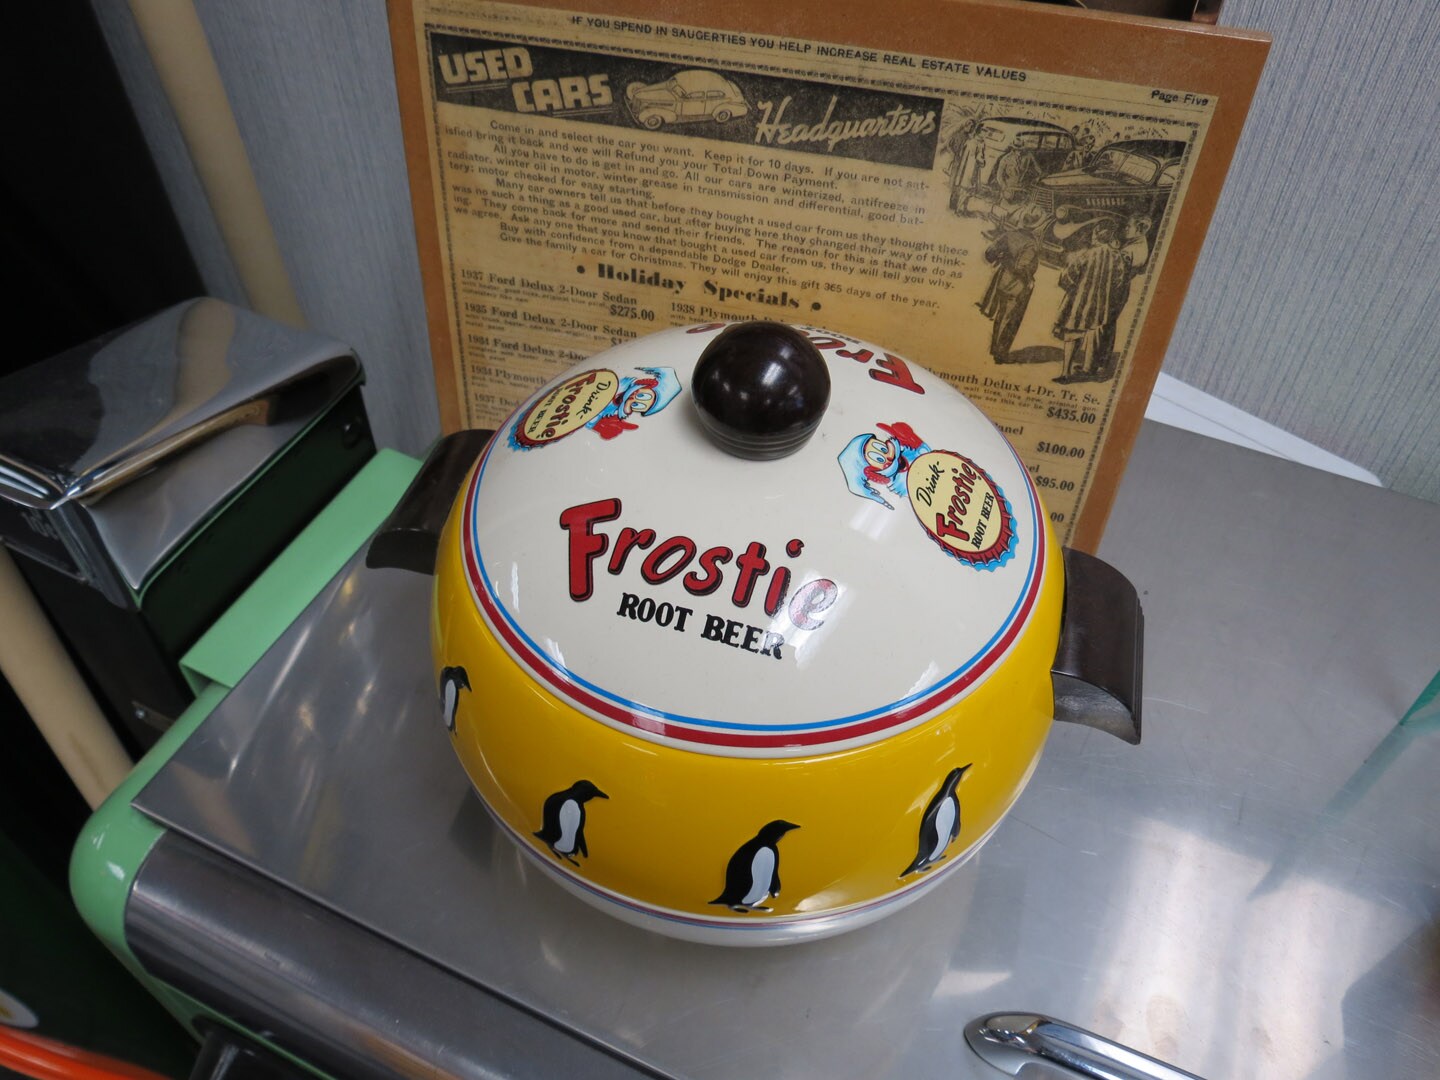 IF YOU SPEND IN SAUGERTIES YOU HELP INCREASE REAL ESTATE VALUES
Page Five
USED CARS Headquarters
Come in and select the car you want. Keep it for 10 days. If you are not sat-
isfied bring it back and we will Refund you your Total Down Payment.
All you have to do is get in and go. All our cars are winterized, antifreeze in
radiator, winter oil in motor, winter grease in transmission and differential, good bat-
tery; motor checked for easy starting.
Many car owners tell us that before they bought a used car from us they thought there
was no such a thing as a good used car, but after buying here they changed their way of think-
ing. They come back for more and send their friends. The reason for this is that we do as
we agree. Ask any one that you know that bought a used car from us, they will tell you why.
Buy with confidence from a dependable Dodge Dealer.
Give the family a car for Christmas. They will enjoy this gift 365 days of the year.
• Holiday Specials •
1937 Ford Delux 2-Door Sedan
$275.00
1938 Plymouth
1935 Ford Delux 2-Door Sedan
1934 Ford Delux
1934 Plymouth
1937
mouth Delux 4-Dr. Tr. Se.
$435.00
anel
$100.00
$95.00
Drink-
Frostie
ROOT BEER
Drink-
Frostie
ROOT BEER
Frostie
ROOT BEER